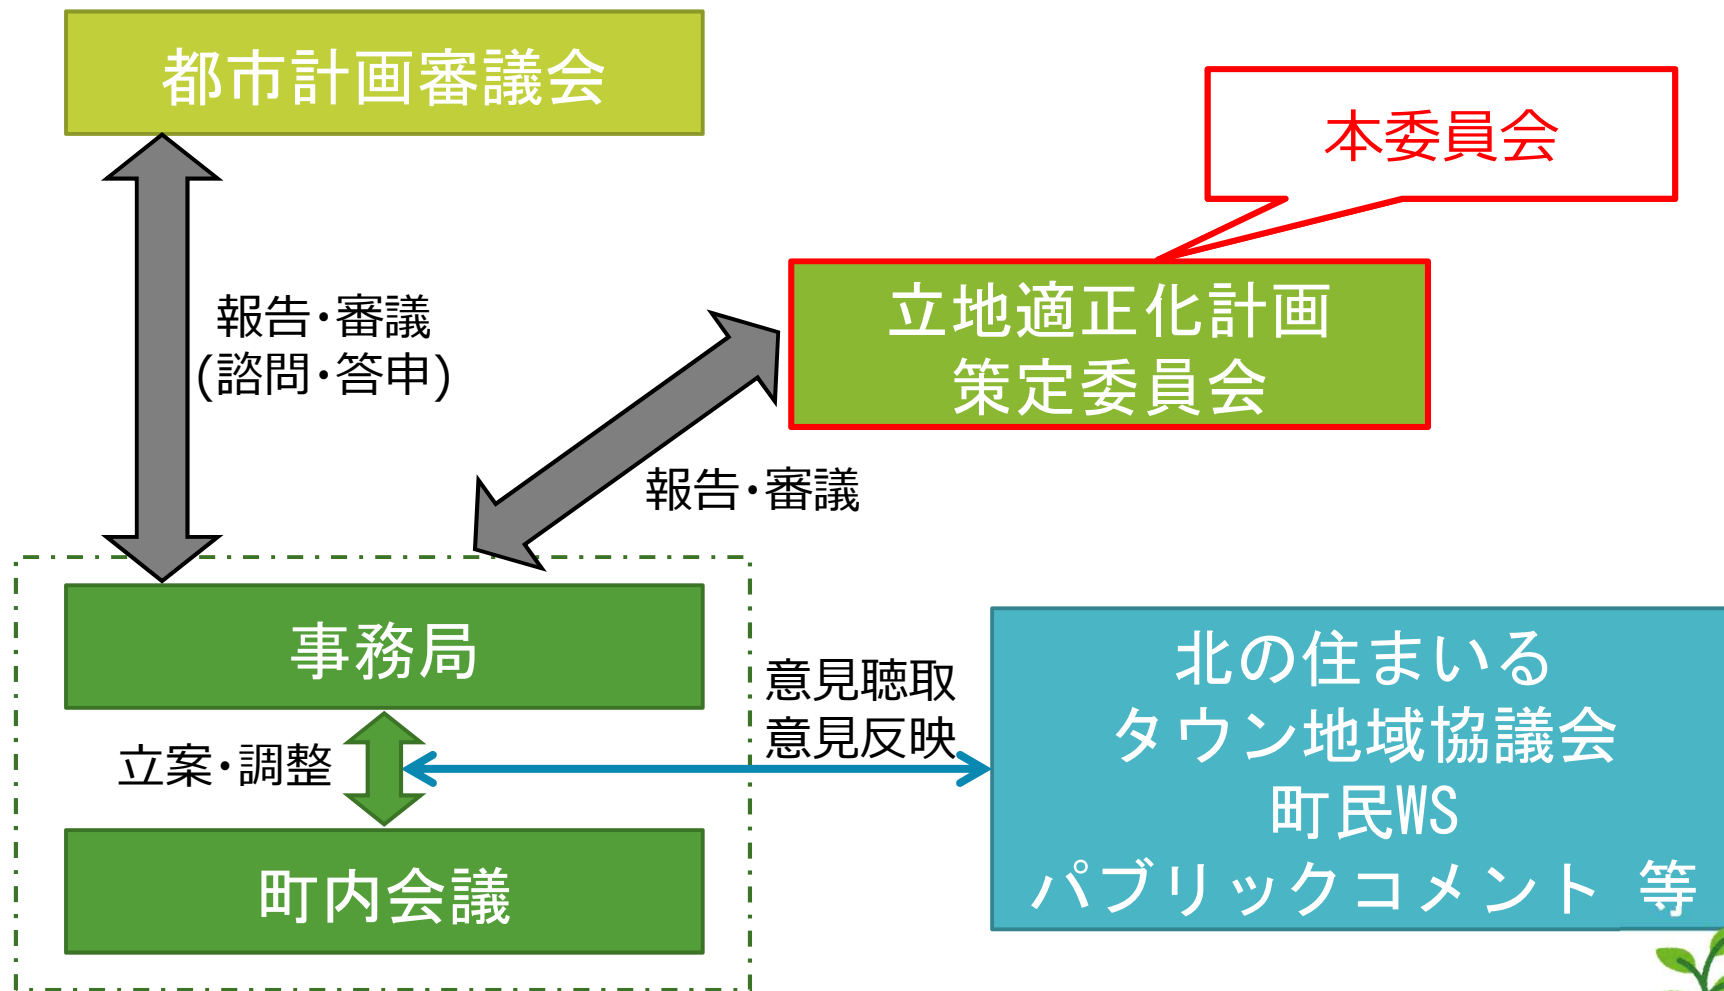 都市計画審議会
本委員会
立地適正化計画
策定委員会
報告・審議
(諮問・答申)
報告・審議
事務局
立案・調整
町内会議
意見聴取
意見反映
北の住まいる
タウン地域協議会
町民WS
パブリックコメント 等